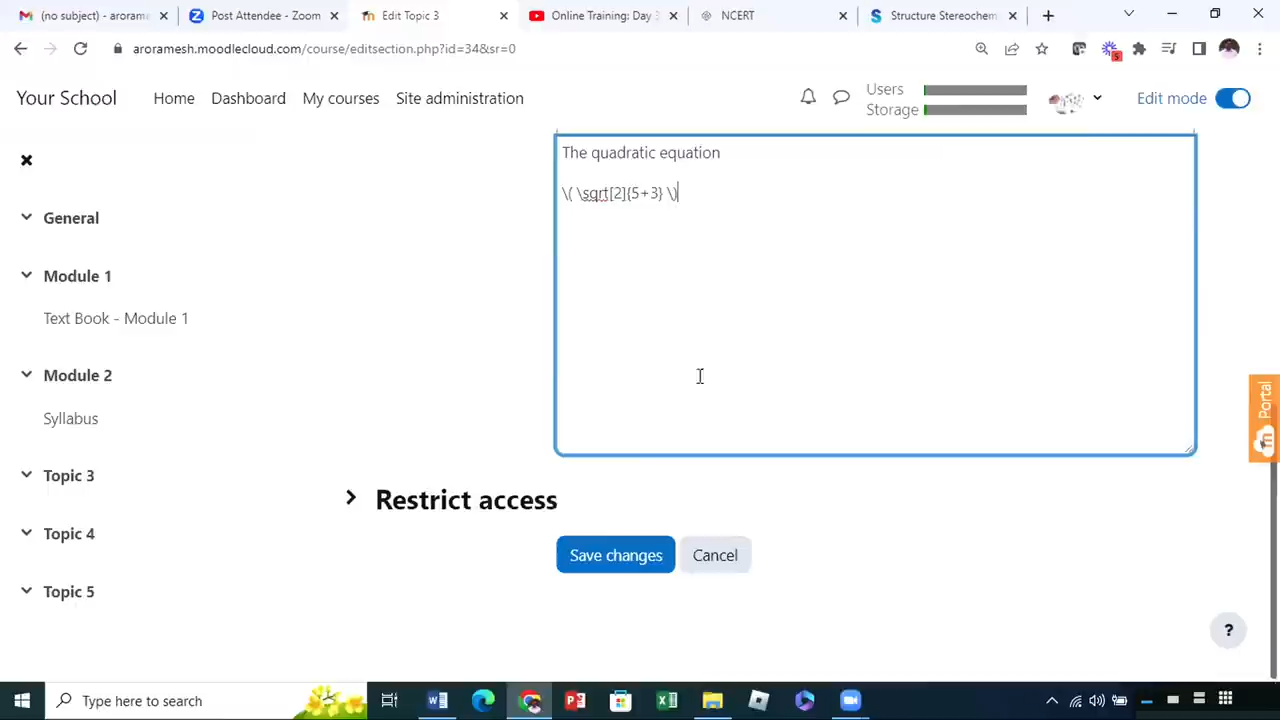 (no subject) - arorame
Post Attendee - Zoom
Edit Topic 3
Online Training: Day 3
NCERT
Structure Stereochem
aroramesh.moodlecloud.com/course/editsection.php?id=34&sr=0
5
Your School
Home
Dashboard
My courses
Site administration
Users
Storage
Edit mode
The quadratic equation
\( \sqrt[2]{5+3} \)
General
Module 1
Text Book - Module 1
Module 2
Syllabus
Topic 3
Topic 4
Topic 5
Portal
Restrict access
Save changes
Cancel
?
Type here to search